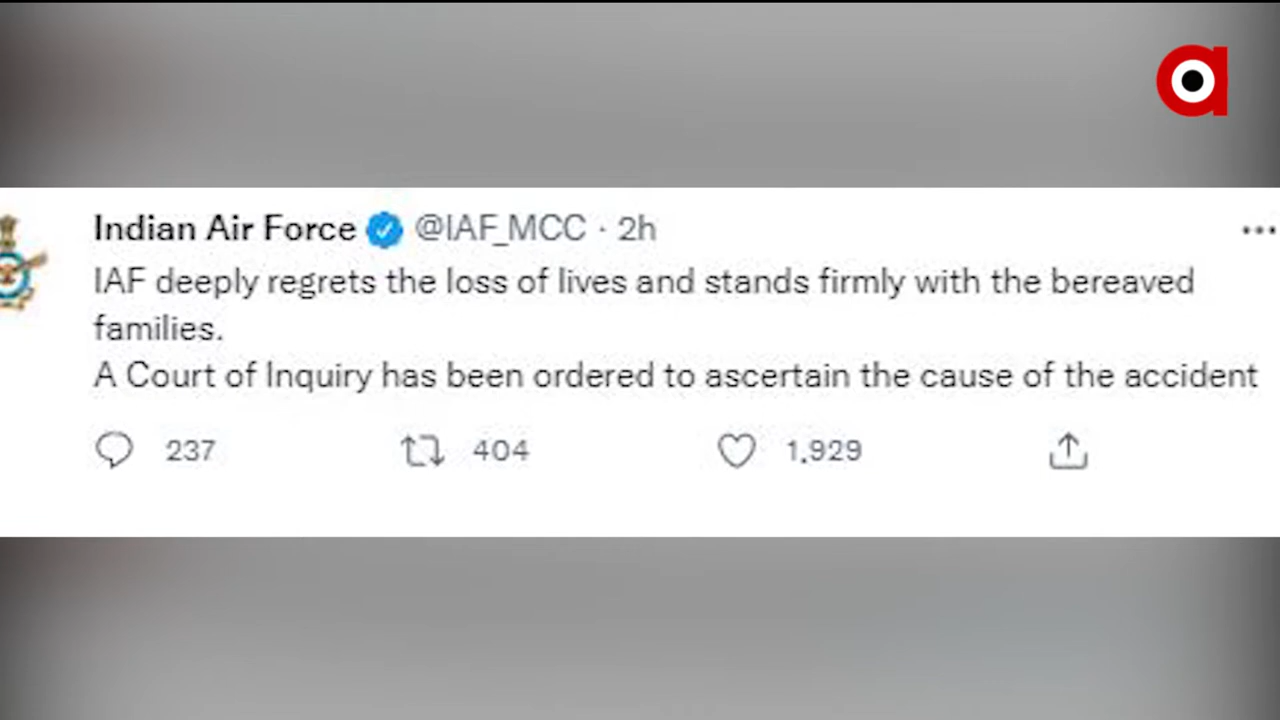 Indian Air Force @IAF_MCC · 2h
IAF deeply regrets the loss of lives and stands firmly with the bereaved
families.
A Court of Inquiry has been ordered to ascertain the cause of the accident
237 404 1,929